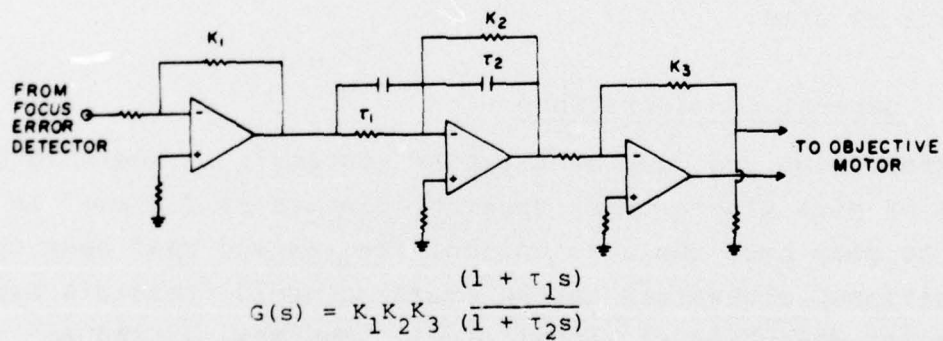 K1
K2
τ2
K3
FROM
FOCUS
ERROR
DETECTOR
τ1
TO OBJECTIVE
MOTOR
G(s) = K1K2K3 (1 + τ1s) / (1 + τ2s)